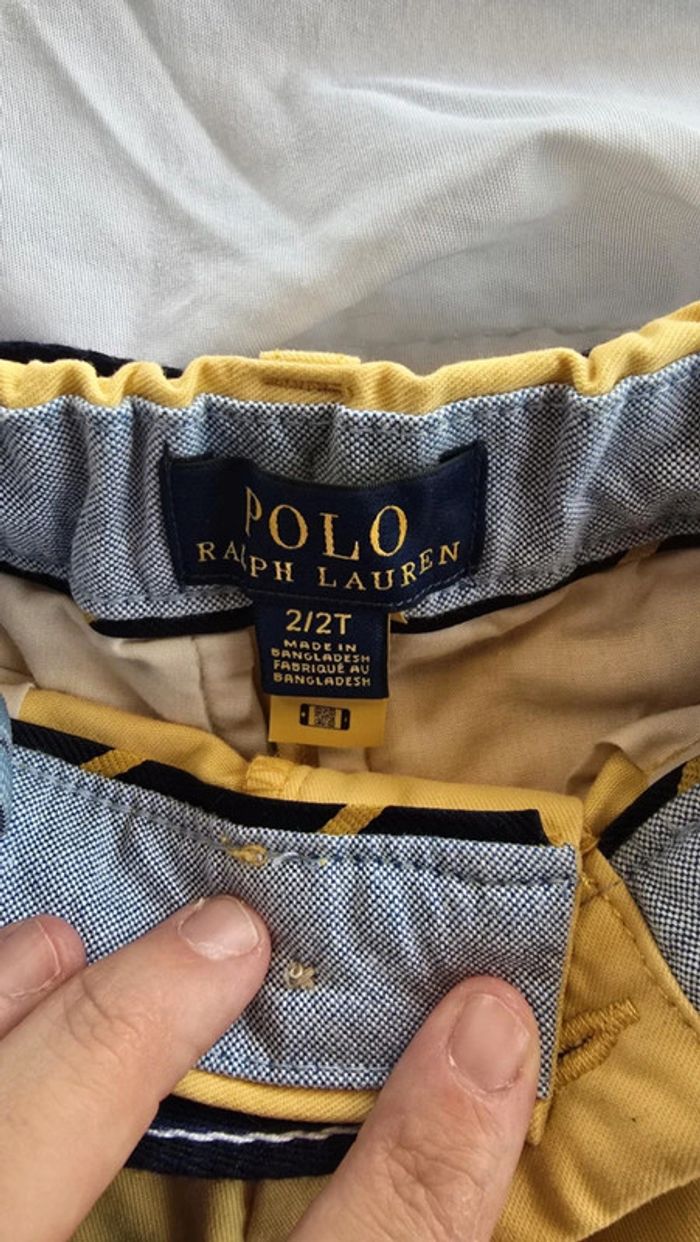 POLO
RALPH LAUREN
2/2T
MADE IN
BANGLADESH
FABRIQUÉ AU
BANGLADESH